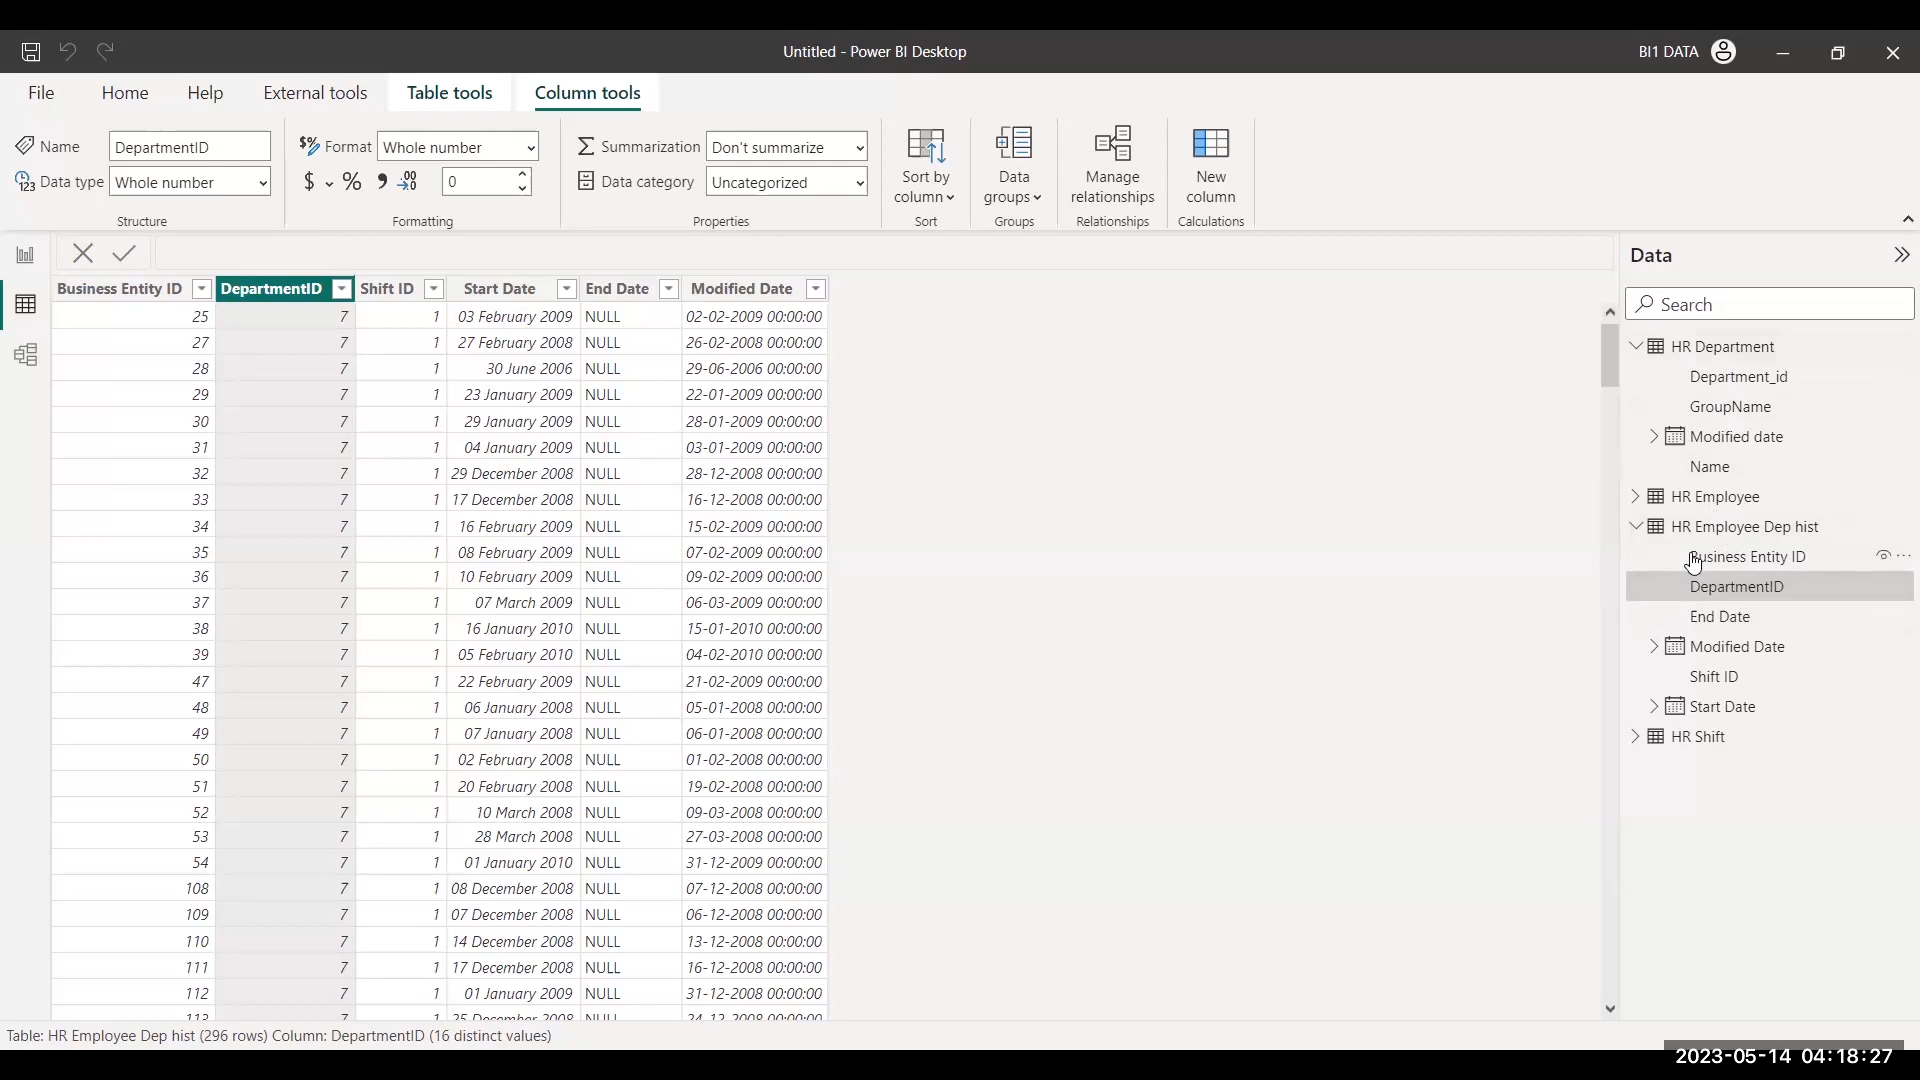 Untitled - Power BI Desktop
BI1 DATA
File Home Help External tools Table tools Column tools
Name DepartmentID
Data type Whole number
Structure
Format Whole number
$ % , .00 0
Formatting
Summarization Don't summarize
Data category Uncategorized
Properties
Sort by
column
Sort
Data
groups
Groups
Manage
relationships
Relationships
New
column
Calculations
Business Entity ID DepartmentID Shift ID Start Date End Date Modified Date
25 7 1 03 February 2009 NULL 02-02-2009 00:00:00
27 7 1 27 February 2008 NULL 26-02-2008 00:00:00
28 7 1 30 June 2006 NULL 29-06-2006 00:00:00
29 7 1 23 January 2009 NULL 22-01-2009 00:00:00
30 7 1 29 January 2009 NULL 28-01-2009 00:00:00
31 7 1 04 January 2009 NULL 03-01-2009 00:00:00
32 7 1 29 December 2008 NULL 28-12-2008 00:00:00
33 7 1 17 December 2008 NULL 16-12-2008 00:00:00
34 7 1 16 February 2009 NULL 15-02-2009 00:00:00
35 7 1 08 February 2009 NULL 07-02-2009 00:00:00
36 7 1 10 February 2009 NULL 09-02-2009 00:00:00
37 7 1 07 March 2009 NULL 06-03-2009 00:00:00
38 7 1 16 January 2010 NULL 15-01-2010 00:00:00
39 7 1 05 February 2010 NULL 04-02-2010 00:00:00
47 7 1 22 February 2009 NULL 21-02-2009 00:00:00
48 7 1 06 January 2008 NULL 05-01-2008 00:00:00
49 7 1 07 January 2008 NULL 06-01-2008 00:00:00
50 7 1 02 February 2008 NULL 01-02-2008 00:00:00
51 7 1 20 February 2008 NULL 19-02-2008 00:00:00
52 7 1 10 March 2008 NULL 09-03-2008 00:00:00
53 7 1 28 March 2008 NULL 27-03-2008 00:00:00
54 7 1 01 January 2010 NULL 31-12-2009 00:00:00
108 7 1 08 December 2008 NULL 07-12-2008 00:00:00
109 7 1 07 December 2008 NULL 06-12-2008 00:00:00
110 7 1 14 December 2008 NULL 13-12-2008 00:00:00
111 7 1 17 December 2008 NULL 16-12-2008 00:00:00
112 7 1 01 January 2009 NULL 31-12-2008 00:00:00
113 7 1 25 December 2008 NULL 24-12-2008 00:00:00
Data
Search
HR Department
Department_id
GroupName
Modified date
Name
HR Employee
HR Employee Dep hist
Business Entity ID
DepartmentID
End Date
Modified Date
Shift ID
Start Date
HR Shift
Table: HR Employee Dep hist (296 rows) Column: DepartmentID (16 distinct values)
2023-05-14 04:18:27